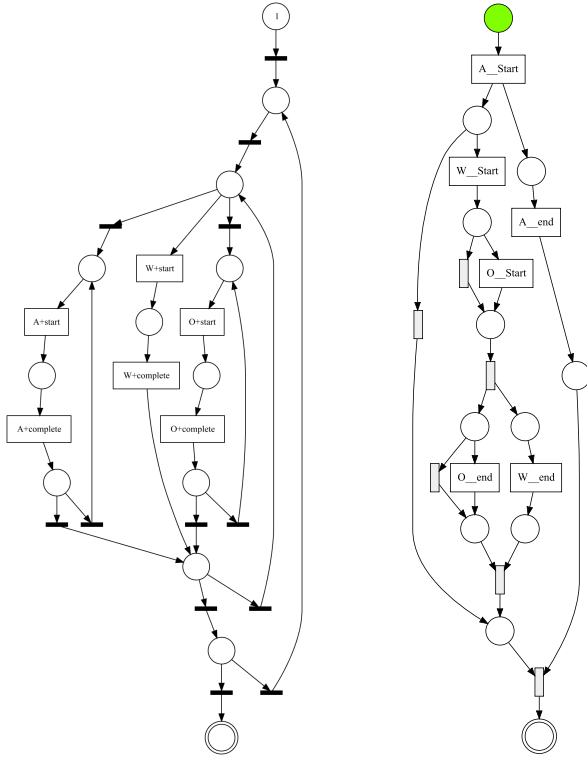 1
A+start
A+complete
W+start
W+complete
O+start
O+complete
A__Start
W__Start
A__end
O__Start
O__end
W__end